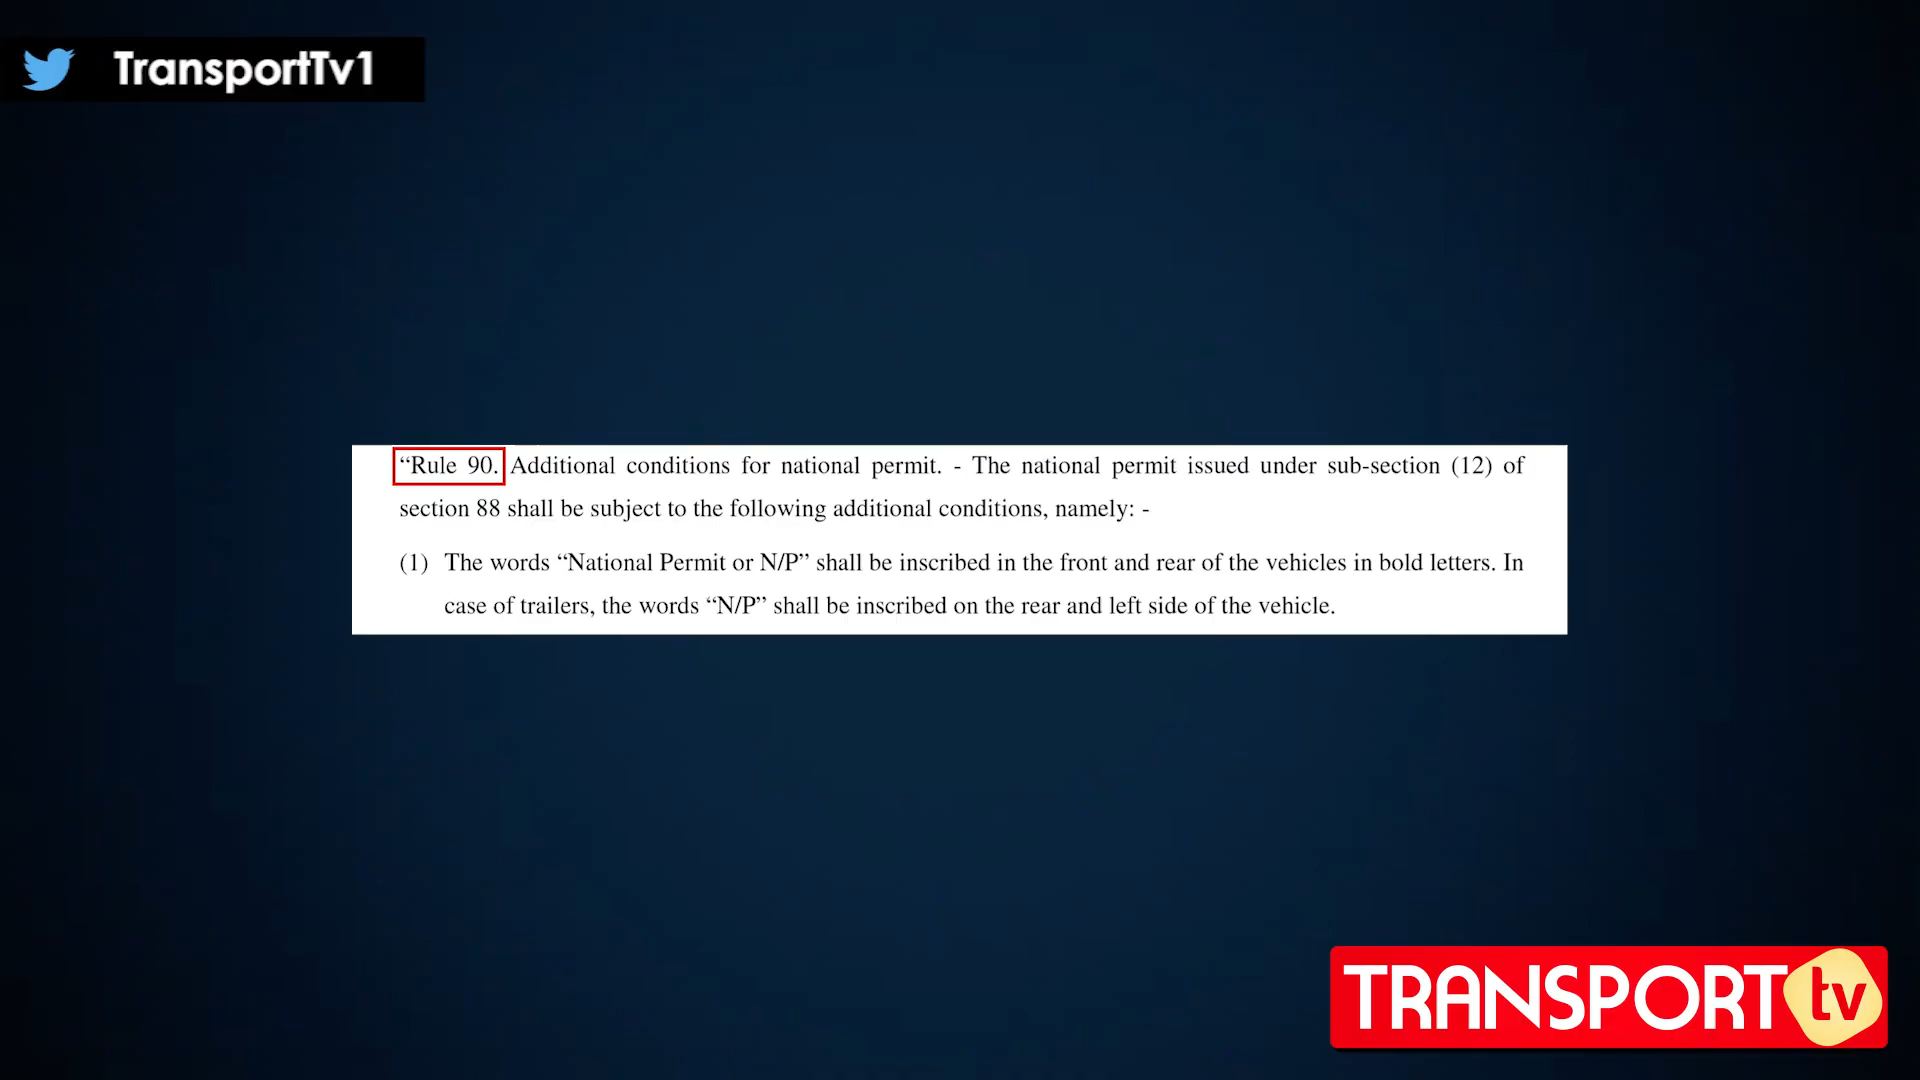 TransportTv1
“Rule 90. Additional conditions for national permit. - The national permit issued under sub-section (12) of
section 88 shall be subject to the following additional conditions, namely: -
(1) The words “National Permit or N/P” shall be inscribed in the front and rear of the vehicles in bold letters. In
case of trailers, the words “N/P” shall be inscribed on the rear and left side of the vehicle.
TRANSPORT tv